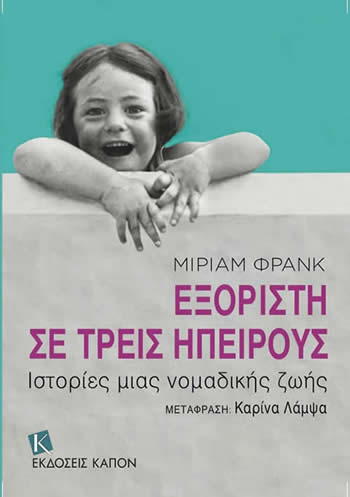 ΜΙΡΙΑΜ ΦΡΑΝΚ
ΕΞΟΡΙΣΤΗ
ΣΕ ΤΡΕΙΣ ΗΠΕΙΡΟΥΣ
Ιστορίες μιας νομαδικής ζωής
ΜΕΤΑΦΡΑΣΗ: Καρίνα Λάμψα
Κ
ΕΚΔΟΣΕΙΣ ΚΑΠΟΝ